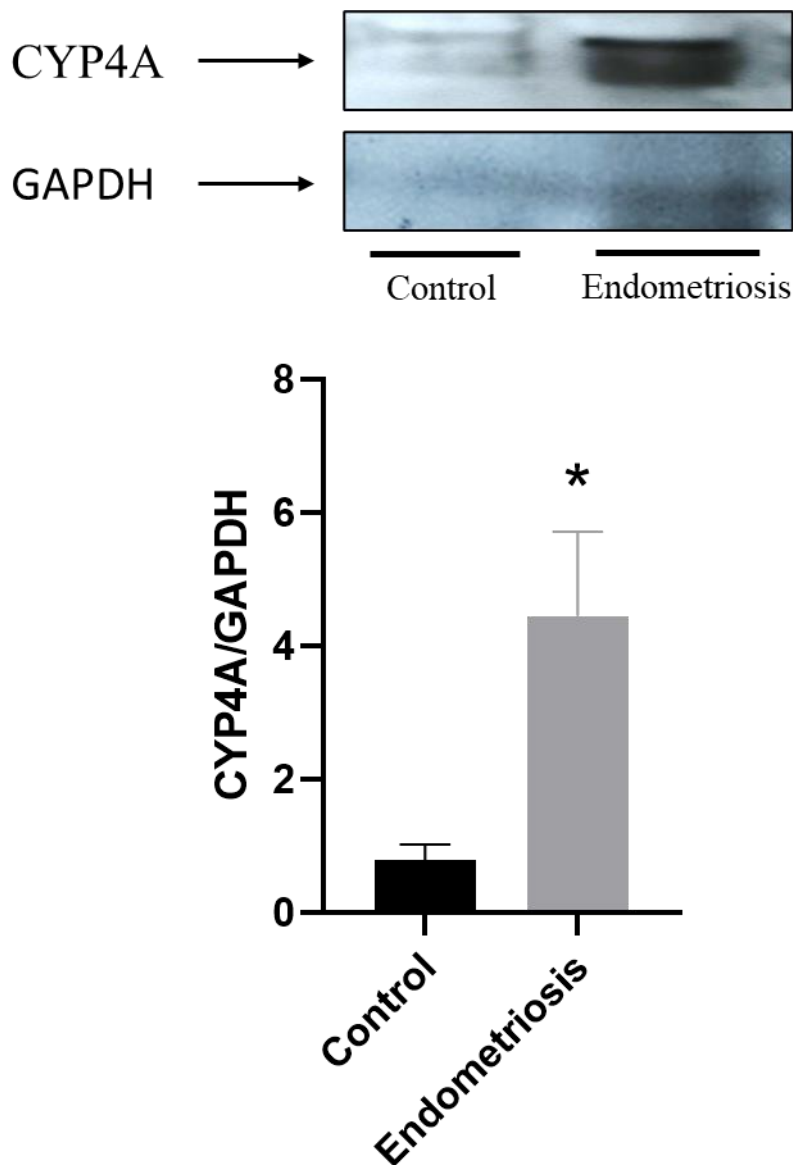 CYP4A
GAPDH
Control Endometriosis
8
*
6
4
2
0
CYP4A/GAPDH
Control
Endometriosis